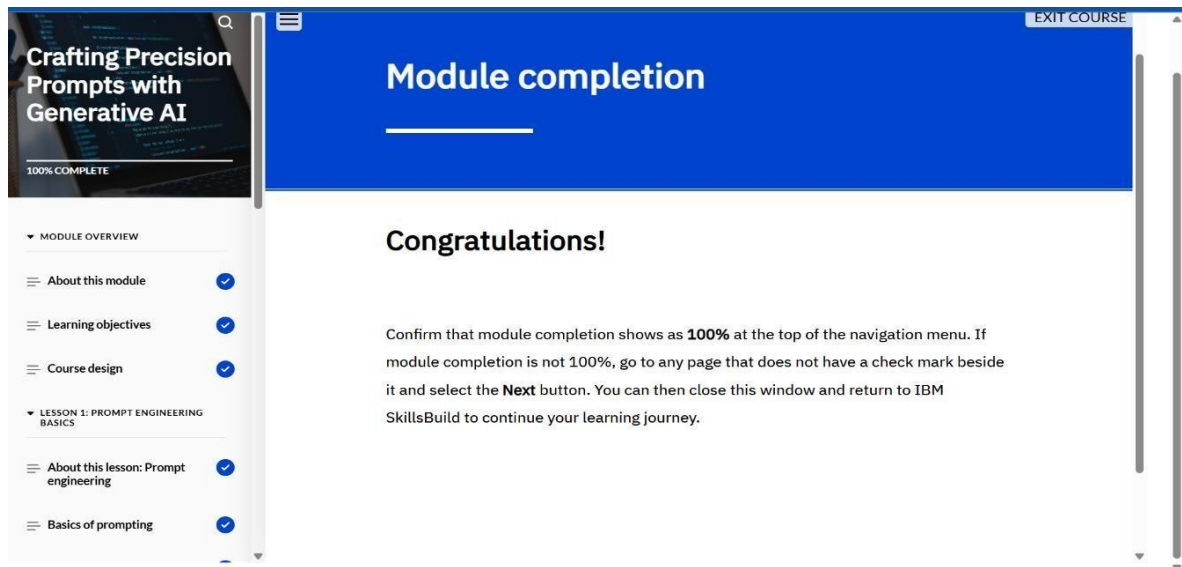 Crafting Precision
Prompts with
Generative AI
100% COMPLETE
MODULE OVERVIEW
About this module
Learning objectives
Course design
LESSON 1: PROMPT ENGINEERING
BASICS
About this lesson: Prompt
engineering
Basics of prompting
EXIT COURSE
Module completion
Congratulations!
Confirm that module completion shows as 100% at the top of the navigation menu. If
module completion is not 100%, go to any page that does not have a check mark beside
it and select the Next button. You can then close this window and return to IBM
SkillsBuild to continue your learning journey.